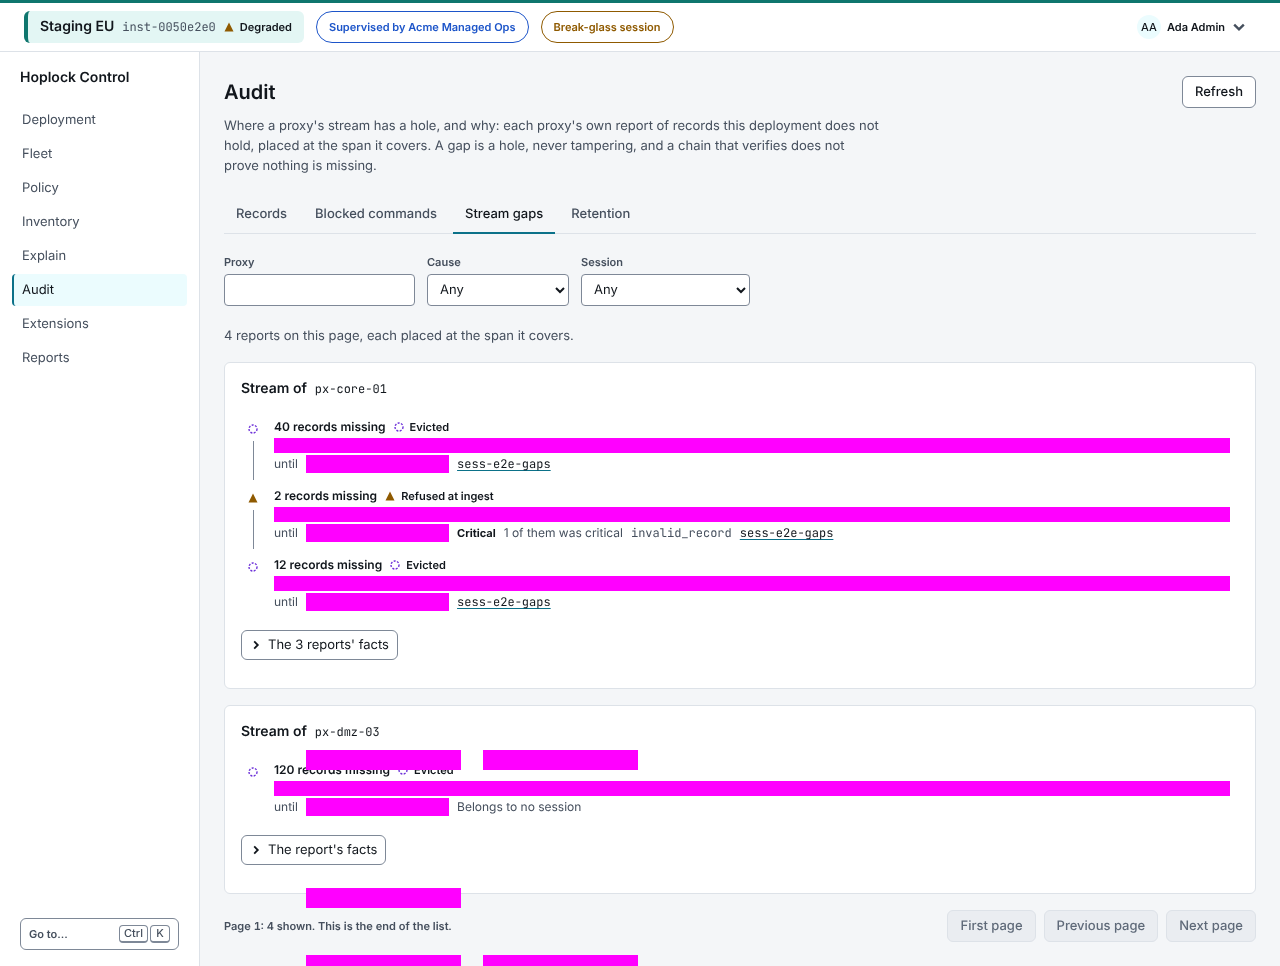 Staging EU inst-0050e2e0 Degraded
Supervised by Acme Managed Ops
Break-glass session
AA Ada Admin
Hoplock Control
Deployment
Fleet
Policy
Inventory
Explain
Audit
Extensions
Reports
Go to...
Ctrl K
Audit
Refresh
Where a proxy's stream has a hole, and why: each proxy's own report of records this deployment does not
hold, placed at the span it covers. A gap is a hole, never tampering, and a chain that verifies does not
prove nothing is missing.
Records Blocked commands Stream gaps Retention
Proxy Cause Session
Any Any
4 reports on this page, each placed at the span it covers.
Stream of px-core-01
40 records missing Evicted
until sess-e2e-gaps
2 records missing Refused at ingest
until Critical 1 of them was critical invalid_record sess-e2e-gaps
12 records missing Evicted
until sess-e2e-gaps
The 3 reports' facts
Stream of px-dmz-03
120 records missing Evicted
until Belongs to no session
The report's facts
Page 1: 4 shown. This is the end of the list.
First page Previous page Next page